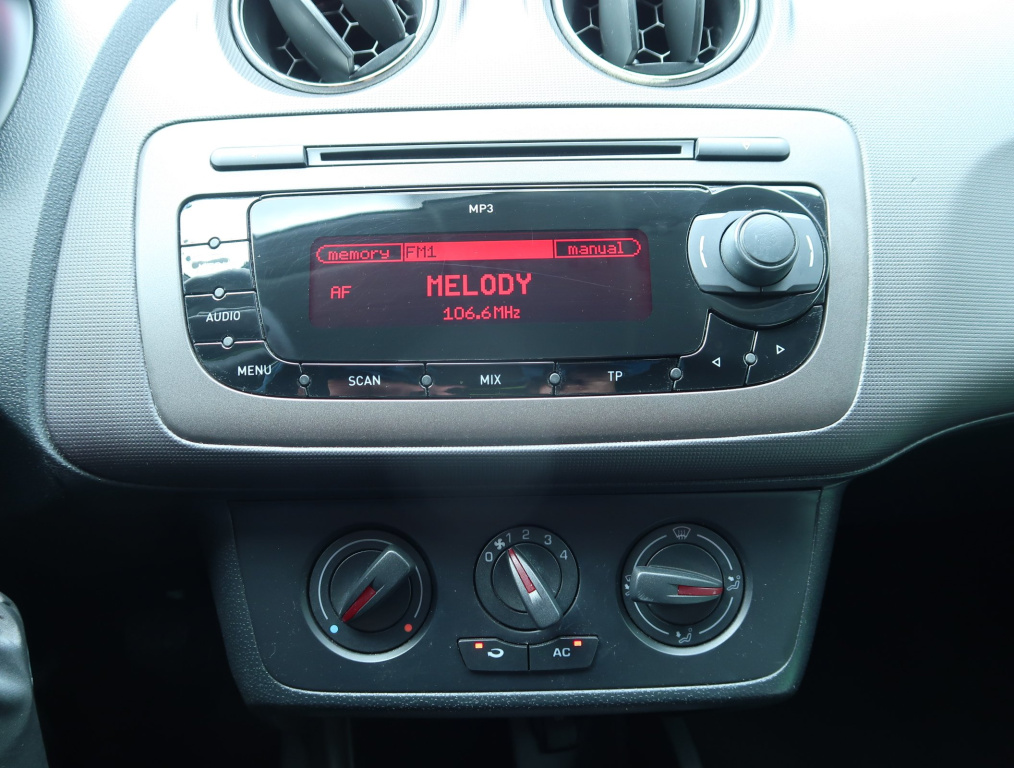 MP3
memory FM1 manual
AF MELODY
106.6MHz
AUDIO
MENU SCAN MIX TP
0 1 2 3 4
AC